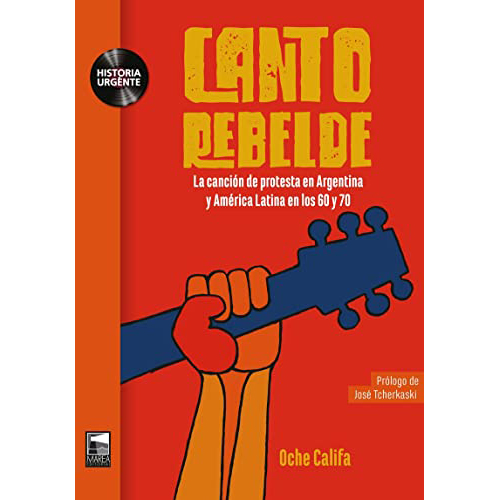 HISTORIA
URGENTE
CANTO
REBELDE
La canción de protesta en Argentina
y América Latina en los 60 y 70
Prólogo de
José Tcherkaski
Oche Califa
MAREA